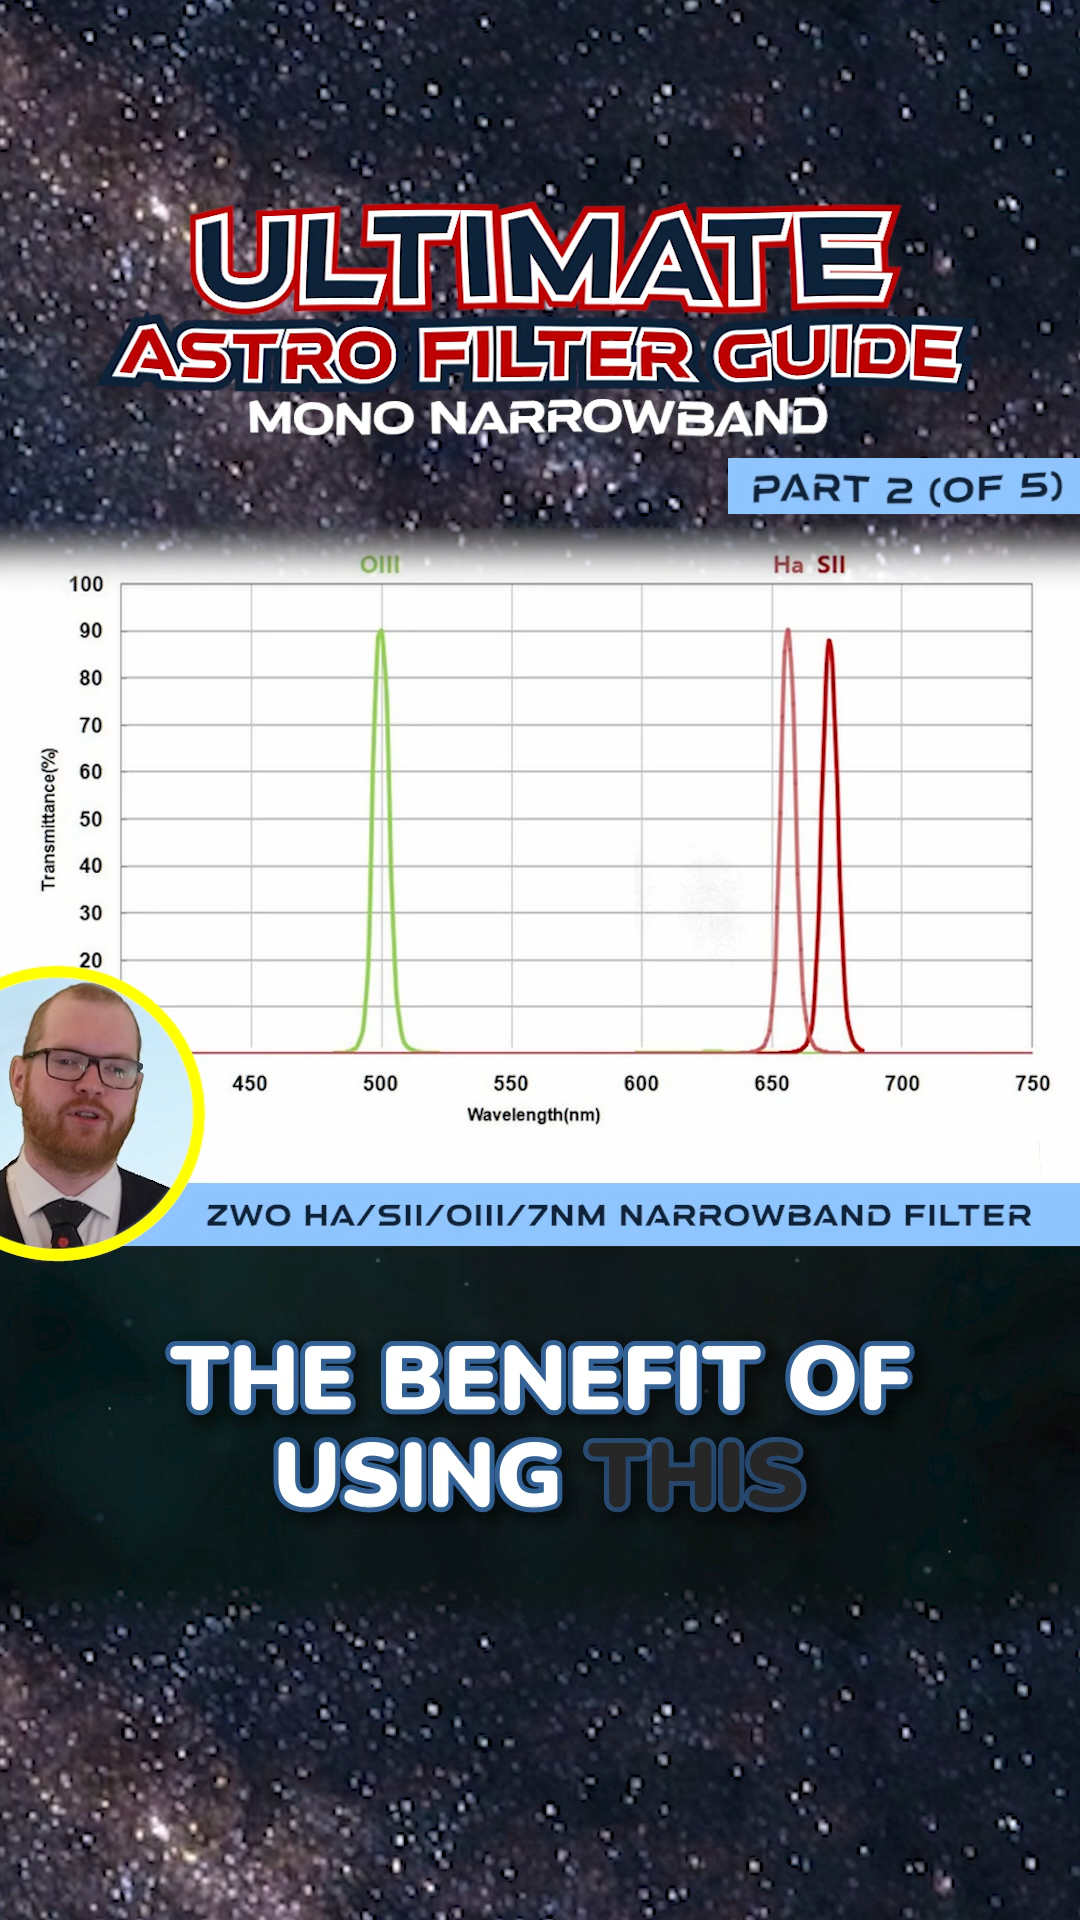 ULTIMATE
ASTRO FILTER GUIDE
MONO NARROWBAND
PART 2 (OF 5)
OIII Ha SII
100
90
80
70
60
50
40
30
20
Transmittance(%)
450 500 550 600 650 700 750
Wavelength(nm)
ZWO HA/SII/OIII/7NM NARROWBAND FILTER
THE BENEFIT OF
USING THIS